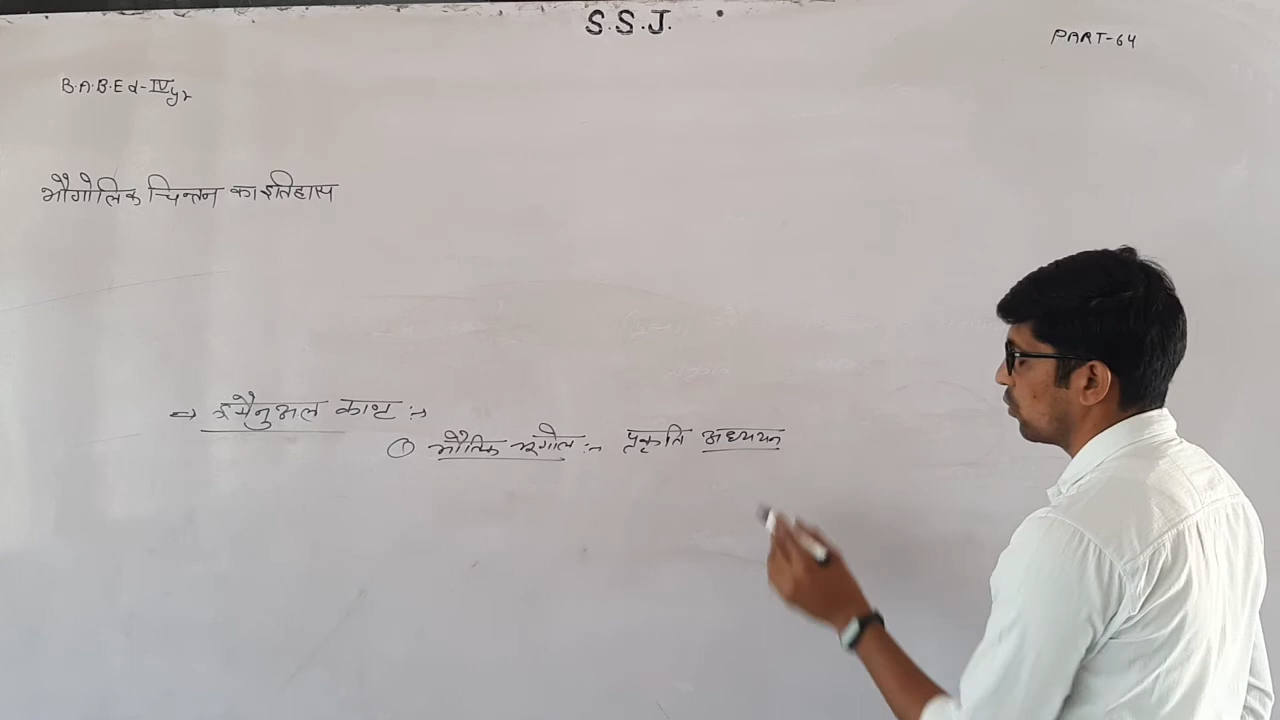 S.S.J.
PART-64
B.A.B.Ed-IVyr
भौगोलिक चिन्तन का इतिहास
⇒ इमैनुअल काण्ट :→
① भौतिक भूगोल :→ प्रकृति अध्ययन